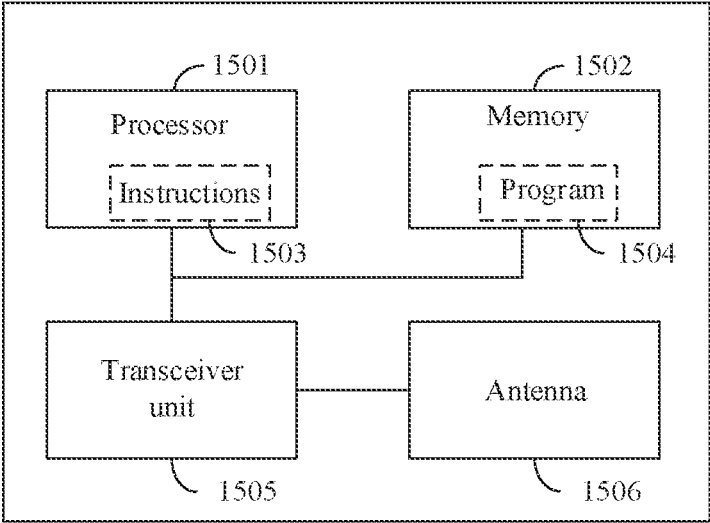 1501
1502
Processor
Memory
Instructions
Program
1503
1504
Transceiver
unit
Antenna
1505
1506